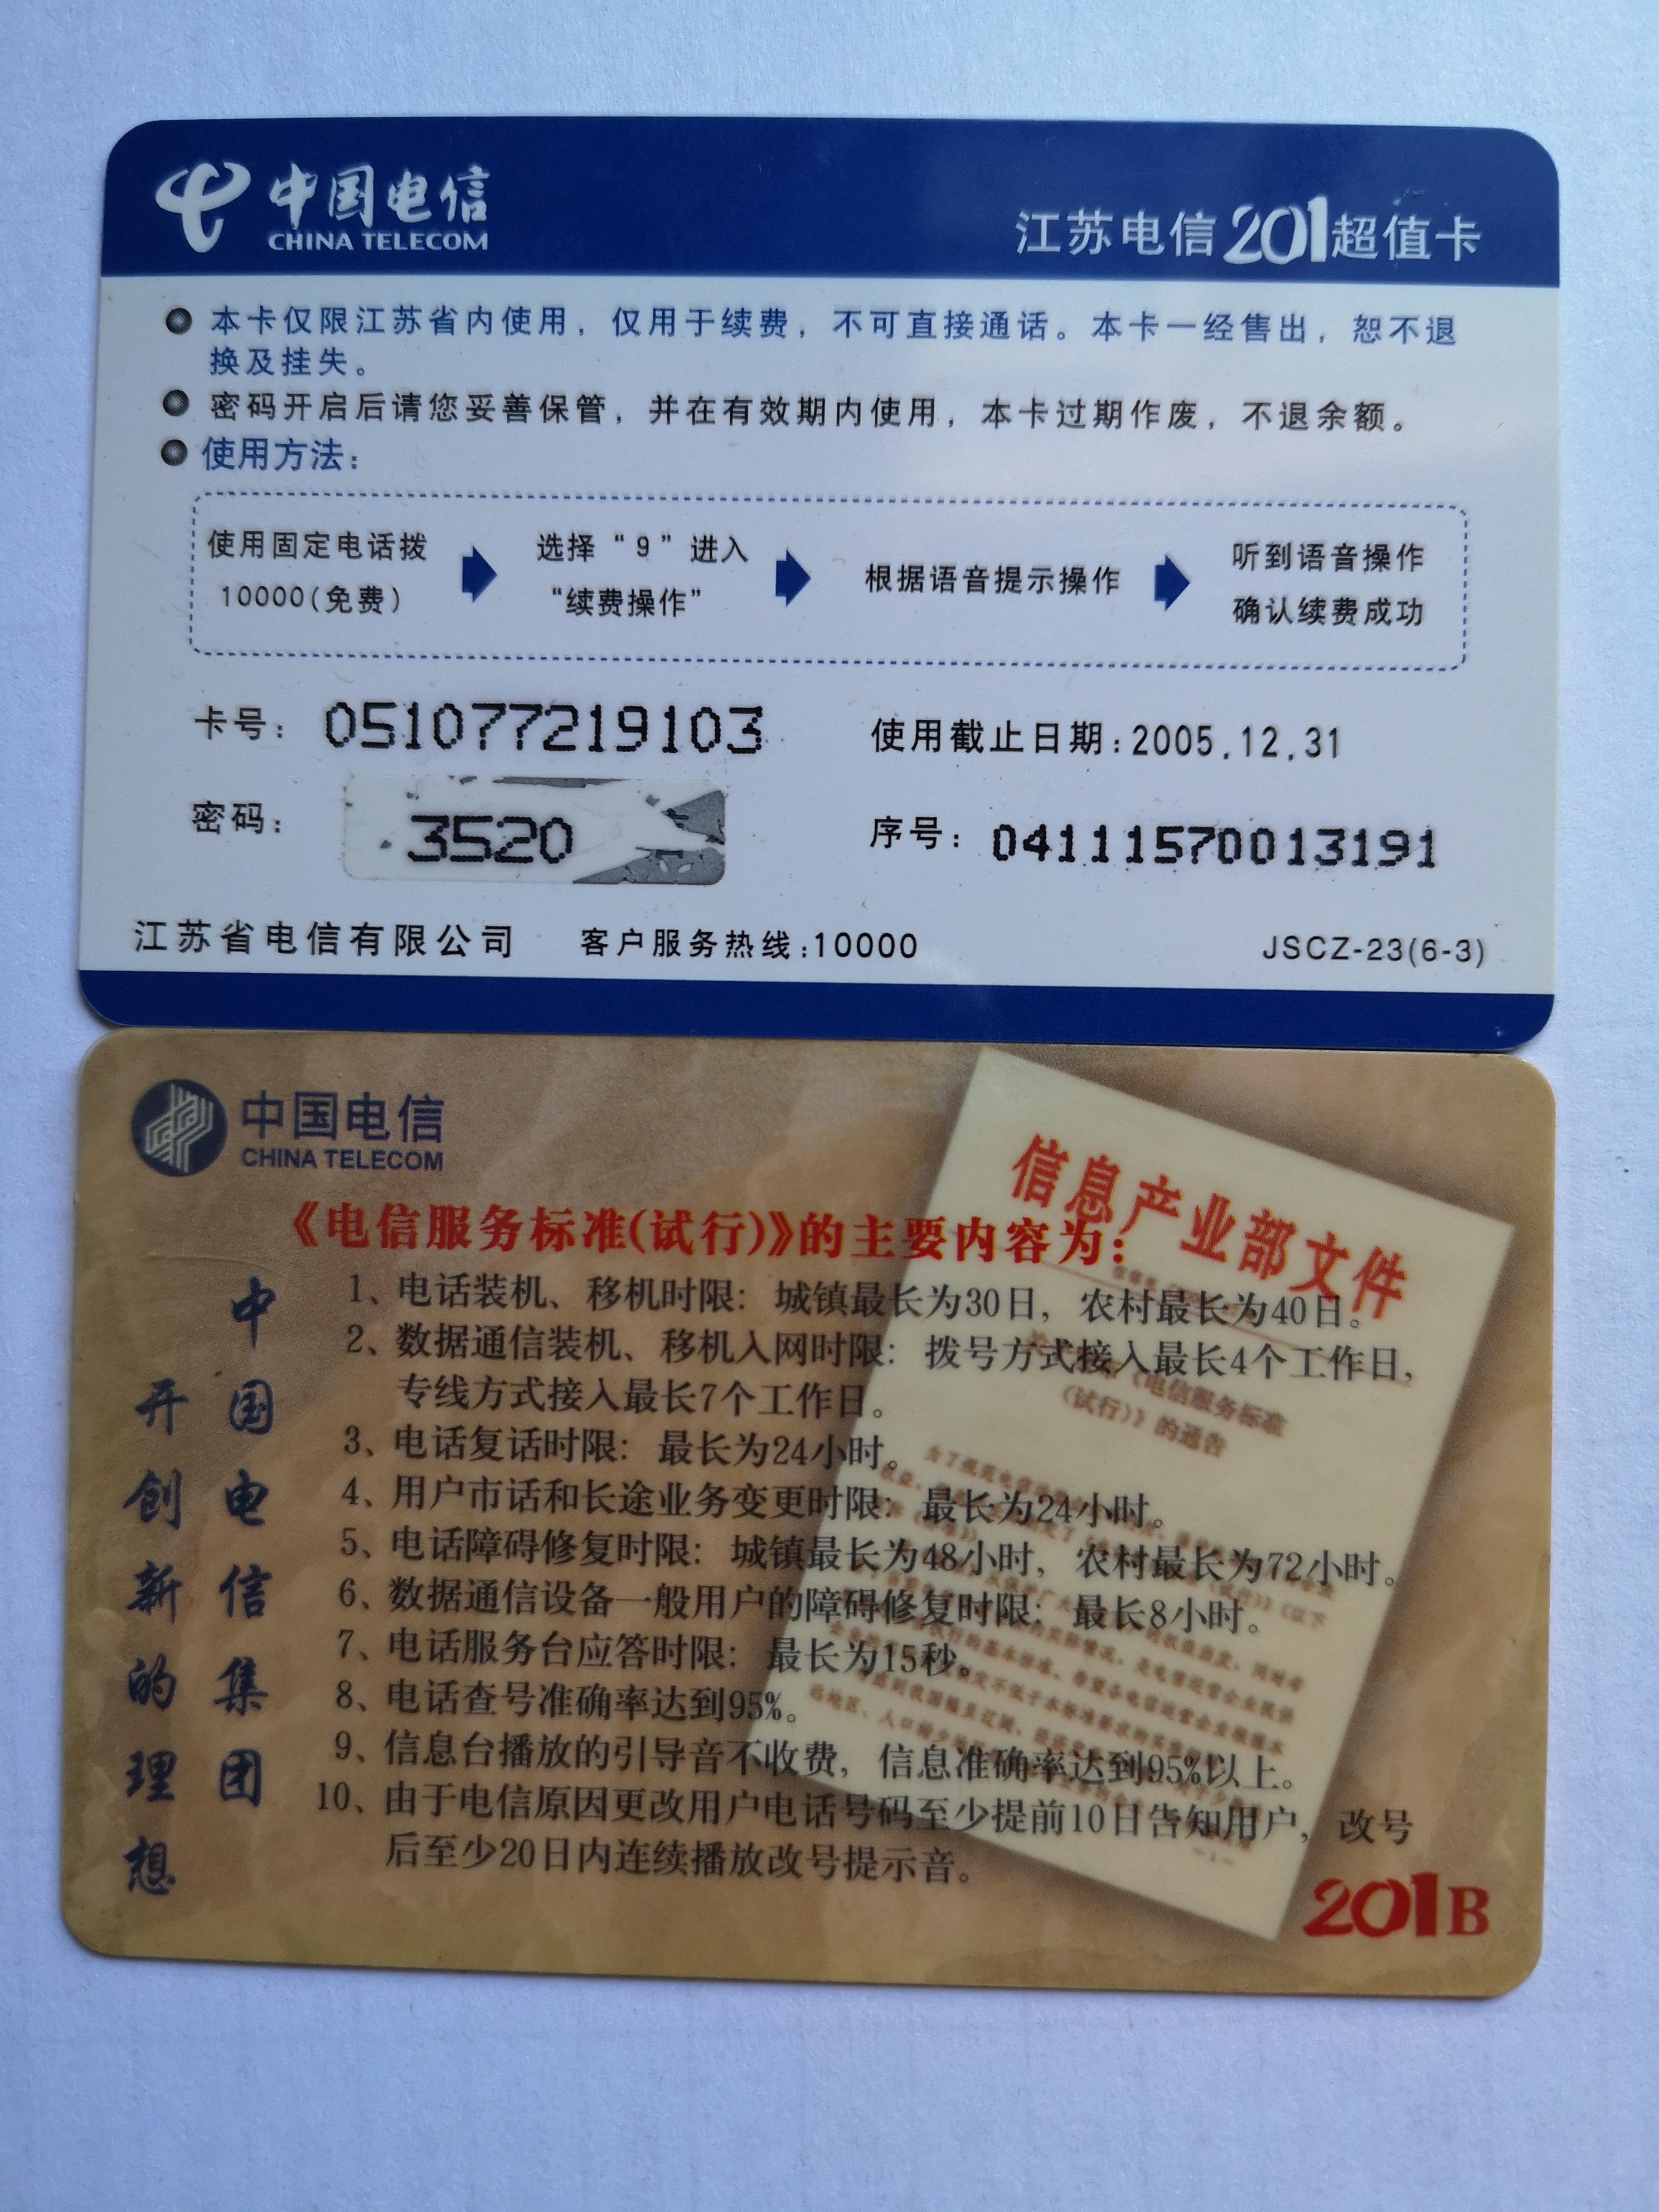 中国电信
CHINA TELECOM
江苏电信201超值卡
本卡仅限江苏省内使用，仅用于续费，不可直接通话。本卡一经售出，恕不退
换及挂失。
密码开启后请您妥善保管，并在有效期内使用，本卡过期作废，不退余额。
使用方法：
使用固定电话拨
10000(免费)
选择“9”进入
“续费操作”
根据语音提示操作
听到语音操作
确认续费成功
卡号： 051077219103
使用截止日期：2005.12.31
密码： 3520
序号： 04111570013191
江苏省电信有限公司 客户服务热线：10000 JSCZ-23(6-3)
中国电信
CHINA TELECOM
信息产业部文件
《电信服务标准(试行)》的主要内容为：
1、电话装机、移机时限：城镇最长为30日，农村最长为40日。
2、数据通信装机、移机入网时限：拨号方式接入最长4个工作日，
专线方式接入最长7个工作日。
3、电话复话时限：最长为24小时。
4、用户市话和长途业务变更时限：最长为24小时。
5、电话障碍修复时限：城镇最长为48小时，农村最长为72小时。
6、数据通信设备一般用户的障碍修复时限：最长8小时。
7、电话服务台应答时限：最长为15秒。
8、电话查号准确率达到95%。
9、信息台播放的引导音不收费，信息准确率达到95%以上。
10、由于电信原因更改用户电话号码至少提前10日告知用户，改号
后至少20日内连续播放改号提示音。
中国电信集团
开创新的理想
《电信服务标准
(试行)》的通告
201B